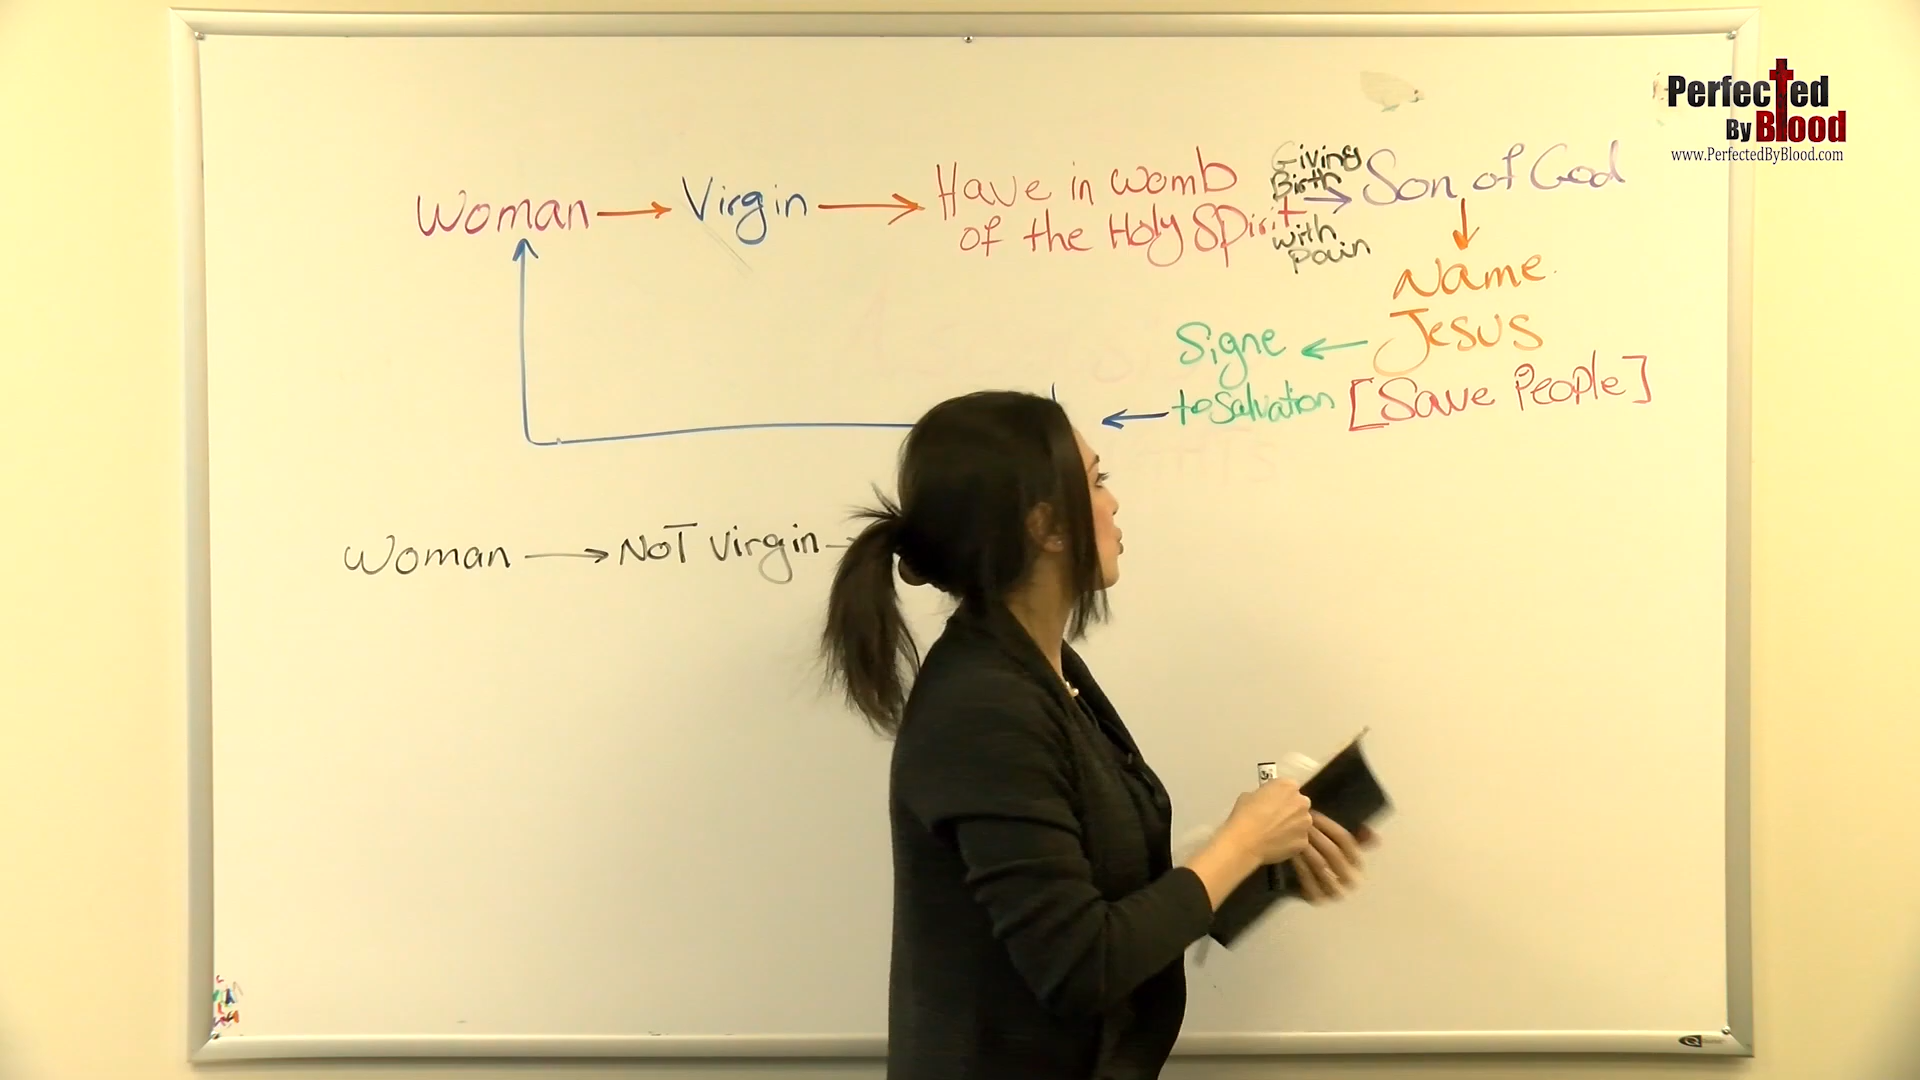 Perfected
By Blood
www.PerfectedByBlood.com
Woman → Virgin → Have in womb
of the Holy Spirit
Giving
Birth
→
with
Pain
Son of God
Name
Jesus
[Save People]
Signe
to Salvation
Woman → NOT Virgin